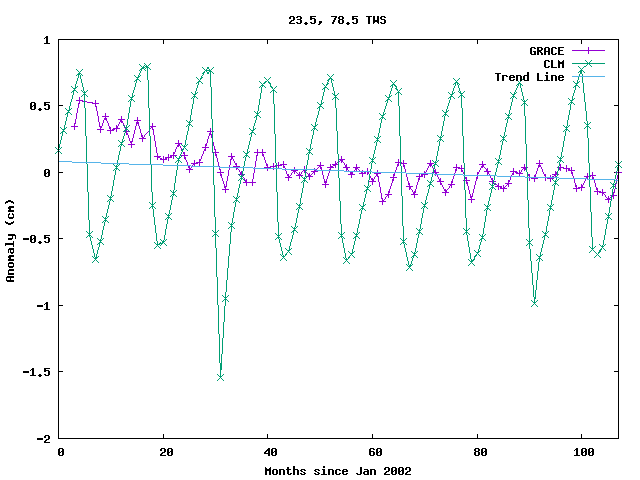 23.5, 78.5 TWS
GRACE
CLM
Trend Line
1
0.5
0
-0.5
-1
-1.5
-2
Anomaly (cm)
0 20 40 60 80 100
Months since Jan 2002